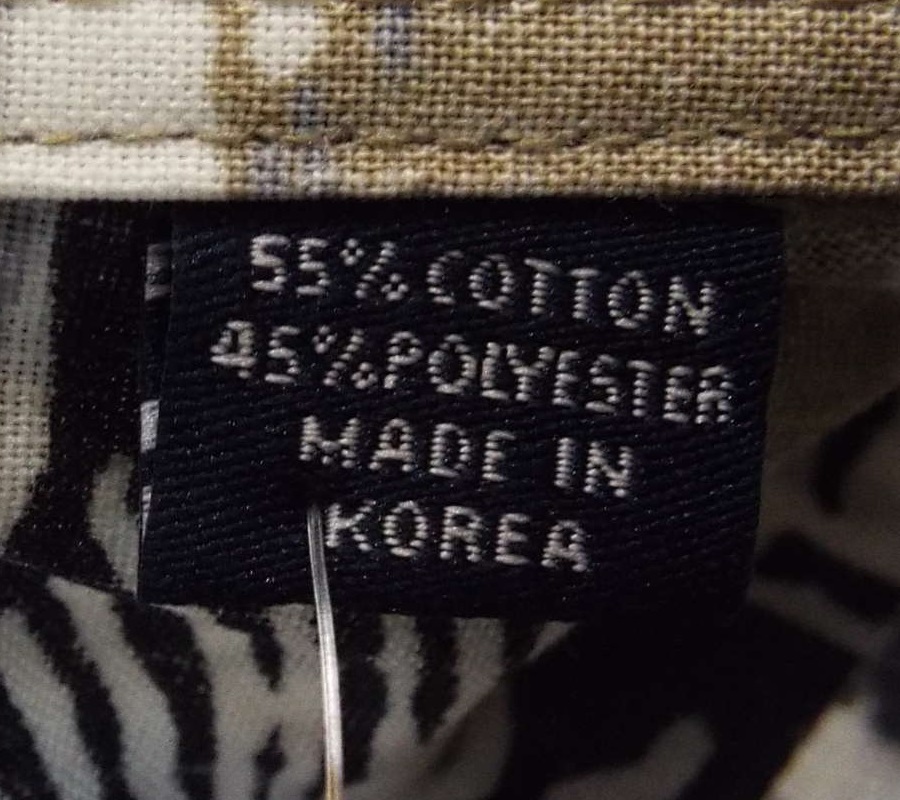 55% COTTON
45% POLYESTER
MADE IN
KOREA